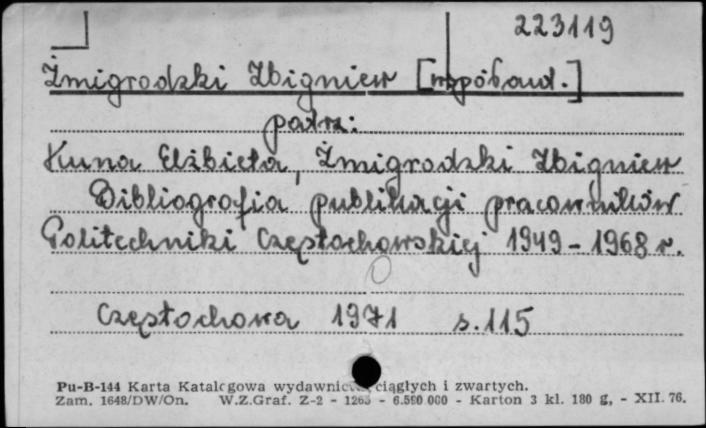 223119
Żmigrodzki Zbigniew [współaut.]
patrz:
Kuna Elżbieta, Żmigrodzki Zbigniew
Bibliografia publikacji pracowników
Politechniki Częstochowskiej 1949-1968 r.
Częstochowa 1971 s. 115
Pu-B-144 Karta Katalogowa ciągłych i zwartych.
Zam. 1648/DW/On. W.Z.Graf. Z-2 - - 6.590 000 - Karton 3 kl. 180 g, - XII. 76.